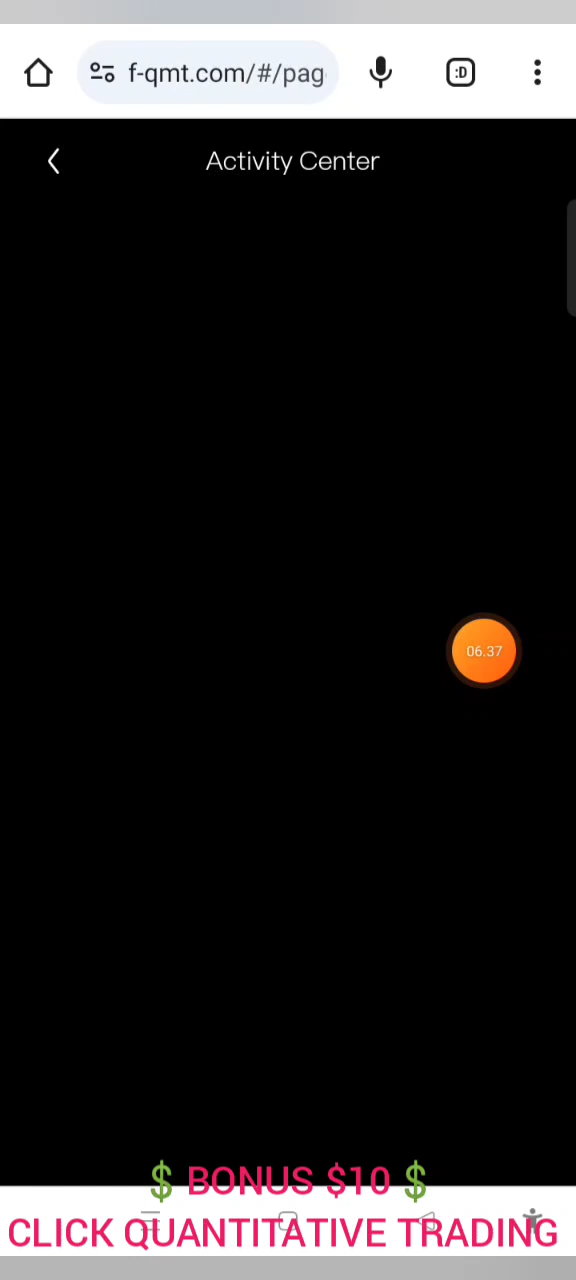 f-qmt.com/#/pag
:D
Activity Center
06.37
$ BONUS $10 $
CLICK QUANTITATIVE TRADING